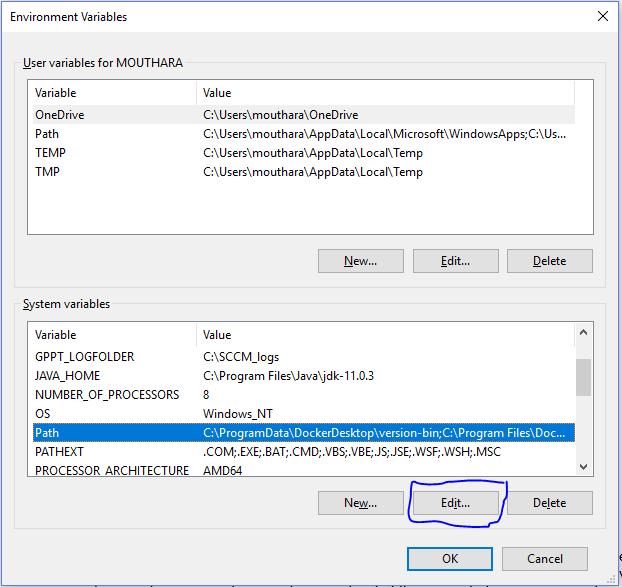 Environment Variables
User variables for MOUTHARA
Variable Value
OneDrive C:\Users\mouthara\OneDrive
Path C:\Users\mouthara\AppData\Local\Microsoft\WindowsApps;C:\Us...
TEMP C:\Users\mouthara\AppData\Local\Temp
TMP C:\Users\mouthara\AppData\Local\Temp
New... Edit... Delete
System variables
Variable Value
GPPT_LOGFOLDER C:\SCCM_logs
JAVA_HOME C:\Program Files\Java\jdk-11.0.3
NUMBER_OF_PROCESSORS 8
OS Windows_NT
Path C:\ProgramData\DockerDesktop\version-bin;C:\Program Files\Doc...
PATHEXT .COM;.EXE;.BAT;.CMD;.VBS;.VBE;.JS;.JSE;.WSF;.WSH;.MSC
PROCESSOR_ARCHITECTURE AMD64
New... Edit... Delete
OK Cancel